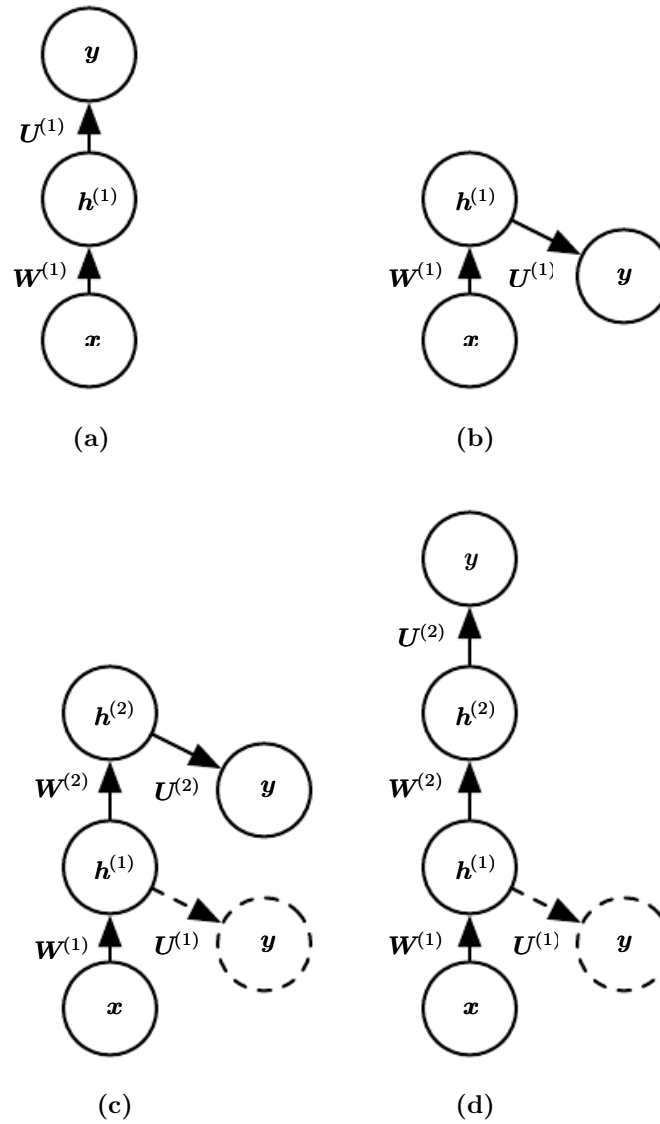 y
U(1)
h(1)
W(1)
x
(a)
h(1)
W(1)
U(1)
y
x
(b)
h(2)
W(2)
U(2)
y
h(1)
W(1)
U(1)
y
x
(c)
y
U(2)
h(2)
W(2)
h(1)
W(1)
U(1)
y
x
(d)